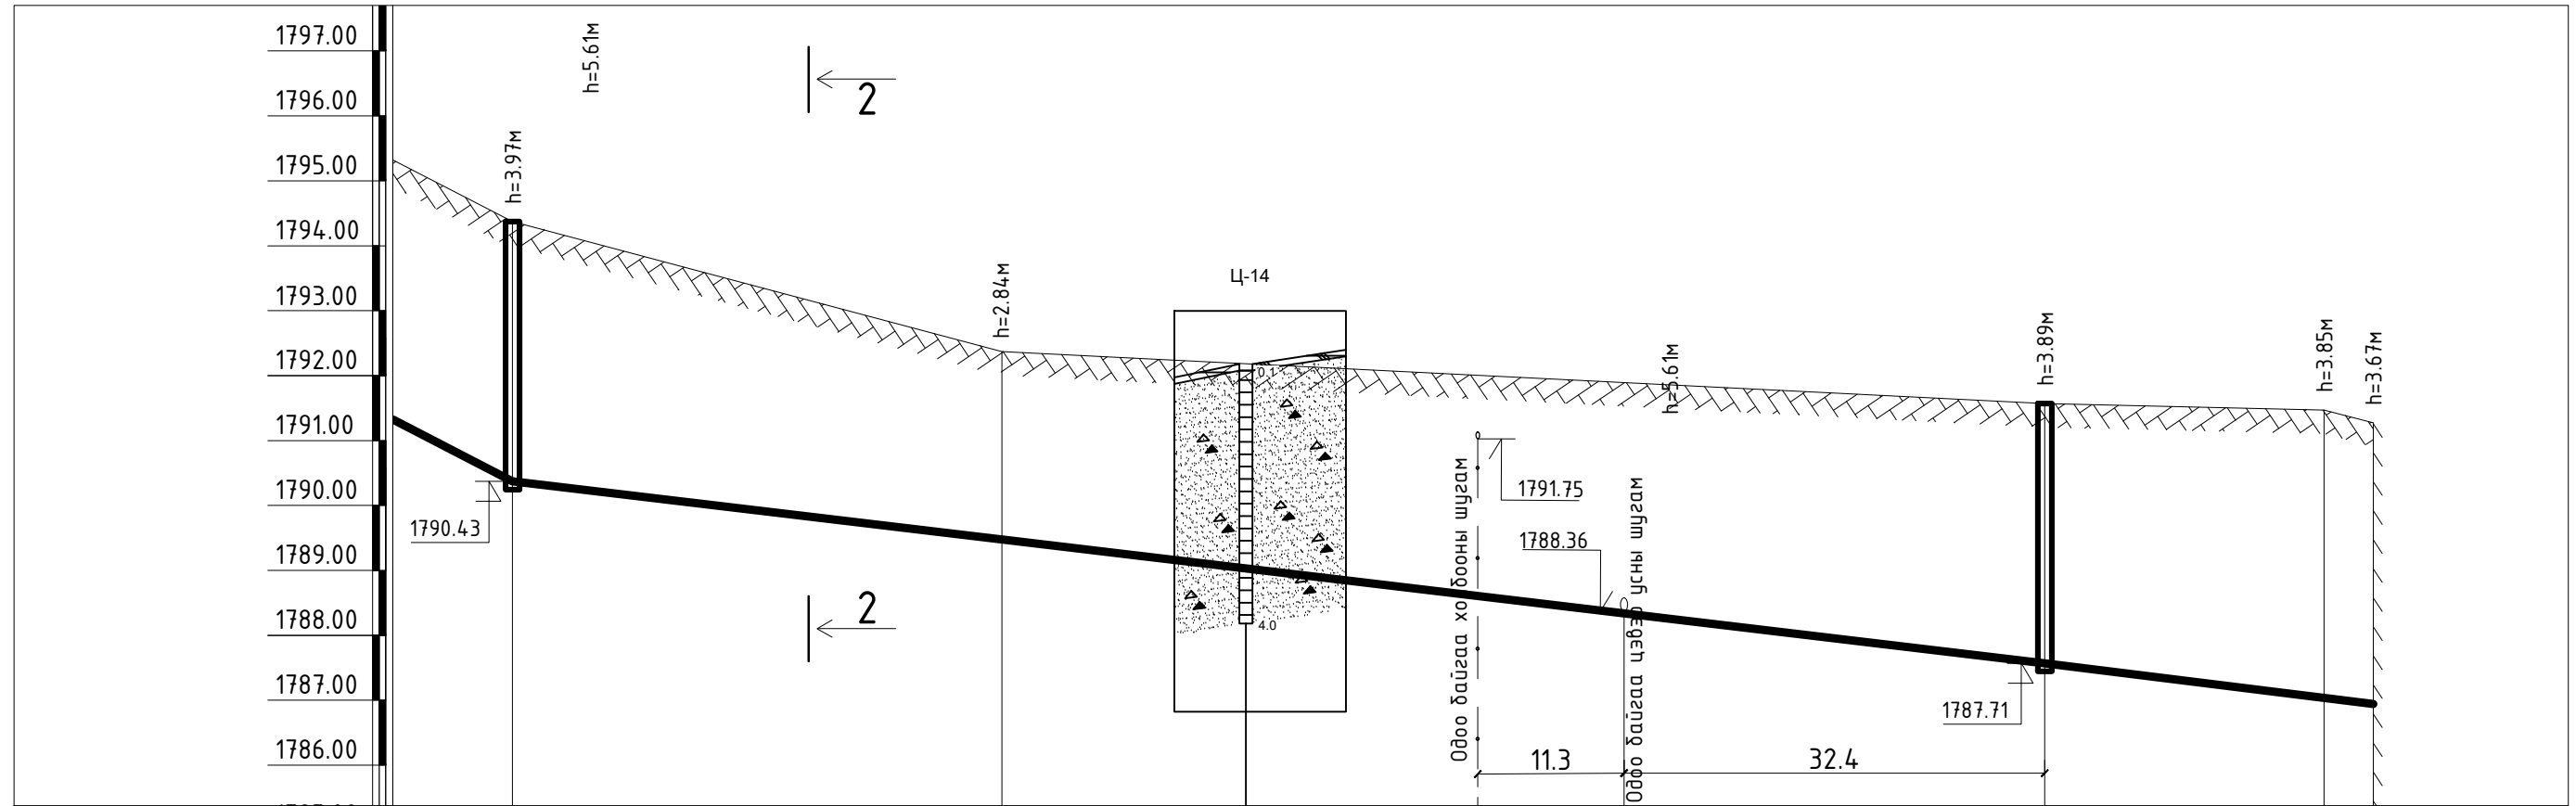 1797.00
1796.00
1795.00
1794.00
1793.00
1792.00
1791.00
1790.00
1789.00
1788.00
1787.00
1786.00
h=5.61м
h=3.97м
2
h=2.84м
Ц-14
0.1
4.0
h=5.61м
h=3.89м
h=3.85м
h=3.67м
1790.43
2
Одоо байгаа холбооны шугам
1791.75
1788.36
Одоо байгаа цэвэр усны шугам
1787.71
11.3
32.4